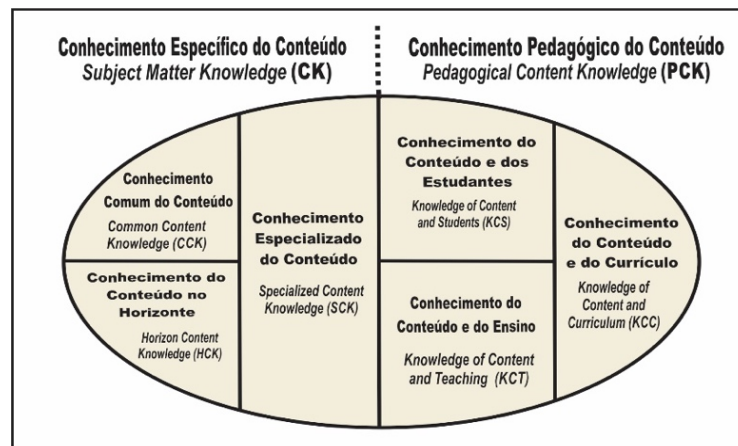 Conhecimento Específico do Conteúdo
Subject Matter Knowledge (CK)
Conhecimento Pedagógico do Conteúdo
Pedagogical Content Knowledge (PCK)
Conhecimento
Comum do Conteúdo
Common Content
Knowledge (CCK)
Conhecimento do
Conteúdo no
Horizonte
Horizon Content
Knowledge (HCK)
Conhecimento
Especializado
do Conteúdo
Specialized Content
Knowledge (SCK)
Conhecimento do
Conteúdo e dos
Estudantes
Knowledge of Content
and Students (KCS)
Conhecimento do
Conteúdo e do Ensino
Knowledge of Content
and Teaching (KCT)
Conhecimento
do Conteúdo
e do Currículo
Knowledge of
Content and
Curriculum (KCC)